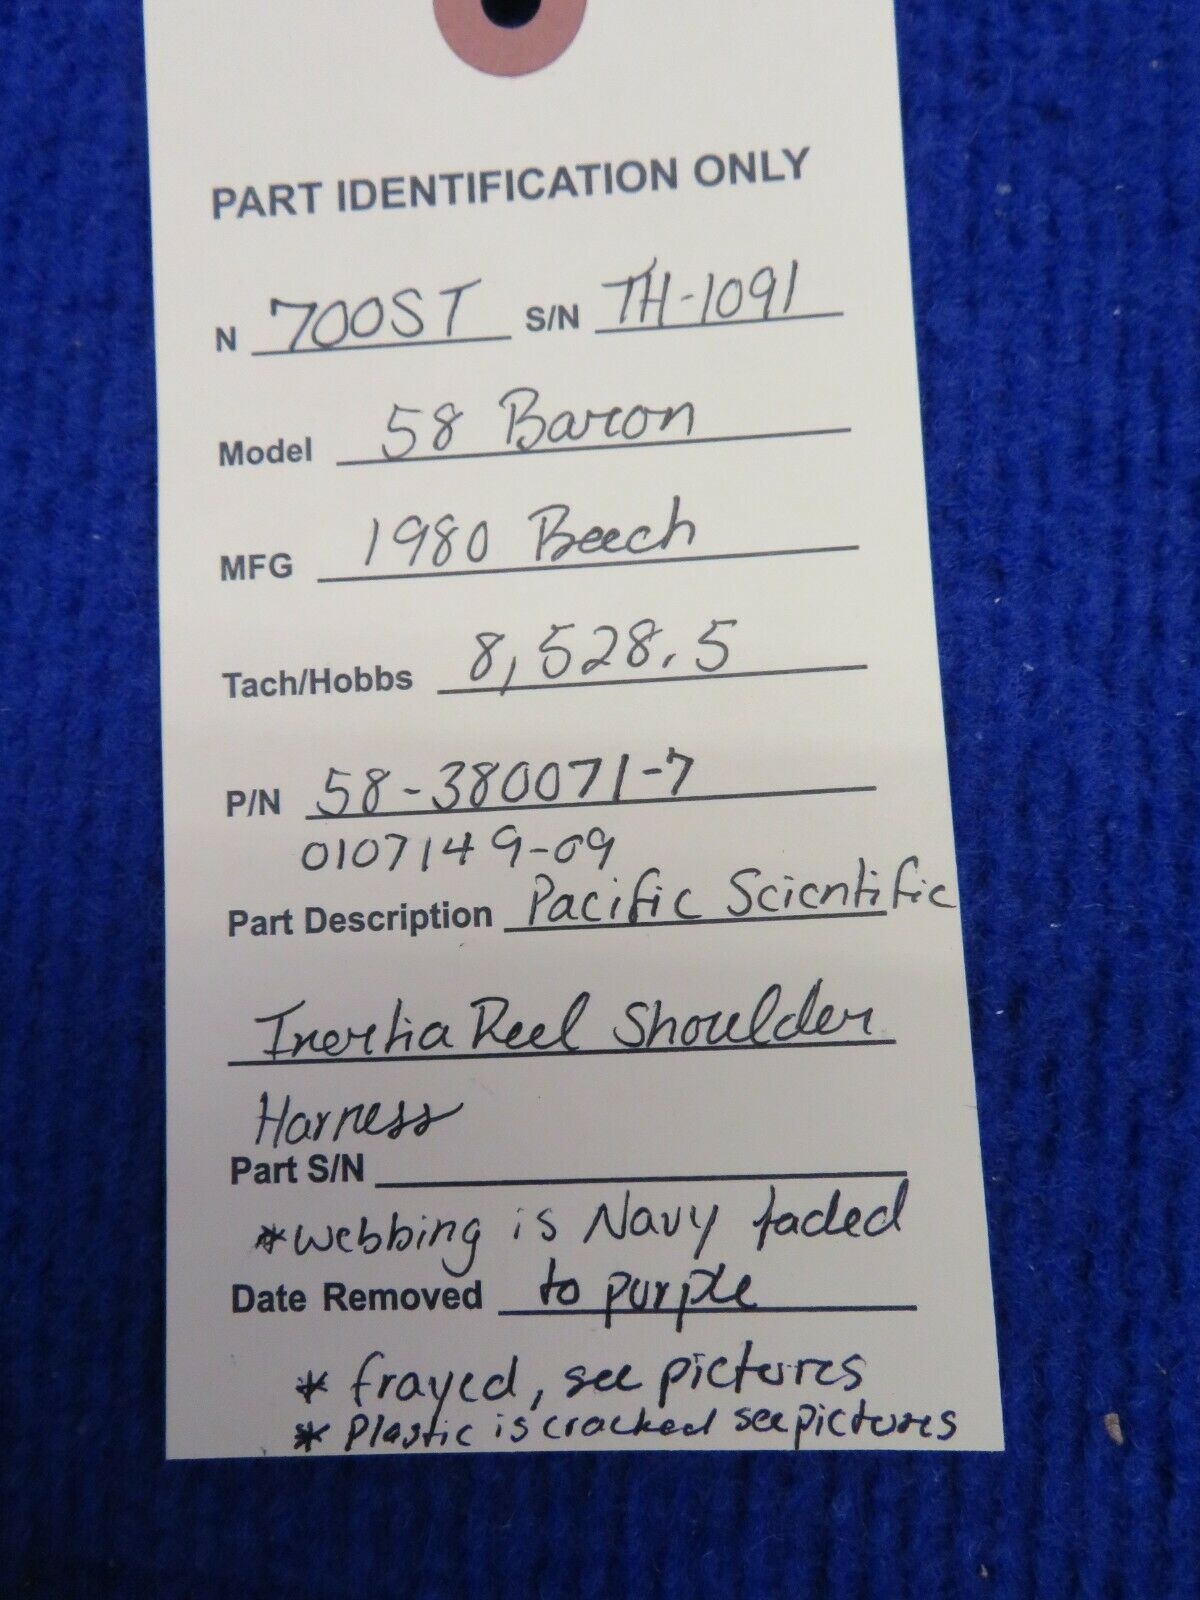 PART IDENTIFICATION ONLY
N 700ST S/N TH-1091
Model 58 Baron
MFG 1980 Beech
Tach/Hobbs 8,528.5
P/N 58-380071-7
0107149-09
Part Description Pacific Scientific
Inertia Reel Shoulder
Harness
Part S/N
*webbing is Navy faded
Date Removed to purple
* frayed, see pictures
* Plastic is cracked see pictures